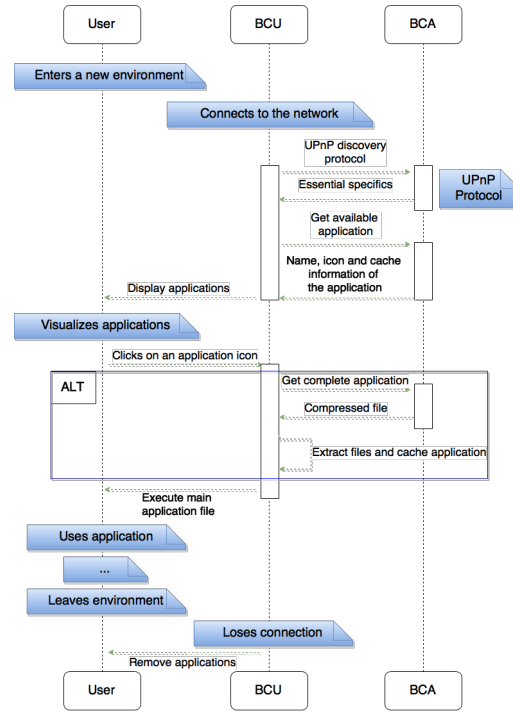 User
BCU
BCA
Enters a new environment
Connects to the network
UPnP discovery
protocol
Essential specifics
UPnP
Protocol
Get available
application
Name, icon and cache
information of
the application
Display applications
Visualizes applications
Clicks on an application icon
ALT
Get complete application
Compressed file
Extract files and cache application
Execute main
application file
Uses application
...
Leaves environment
Loses connection
Remove applications
User
BCU
BCA